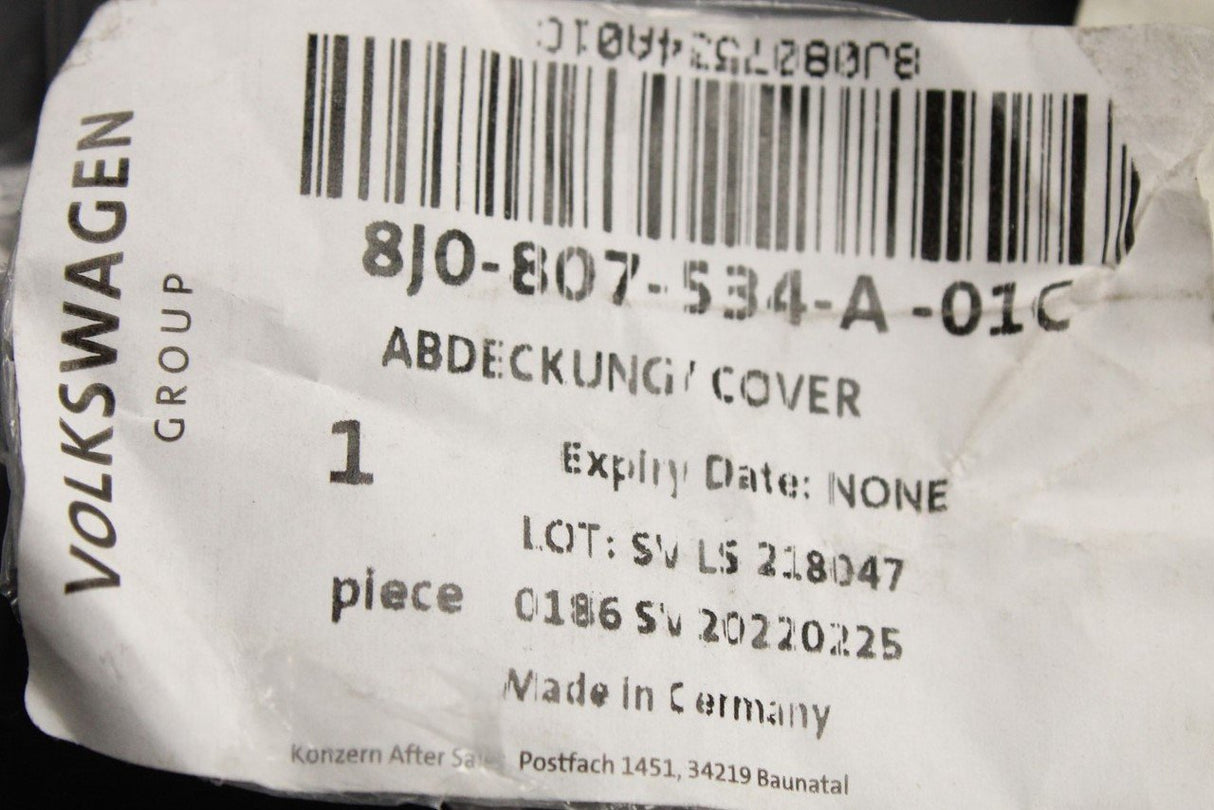 8J0807534A01C
8J0-807-534-A -01C
ABDECKUNG/ COVER
1
Expiry Date: NONE
LOT: SV LS 218047
piece
0186 SV 20220225
Made in Germany
Konzern After Postfach 1451, 34219 Baunatal
VOLKSWAGEN
GROUP